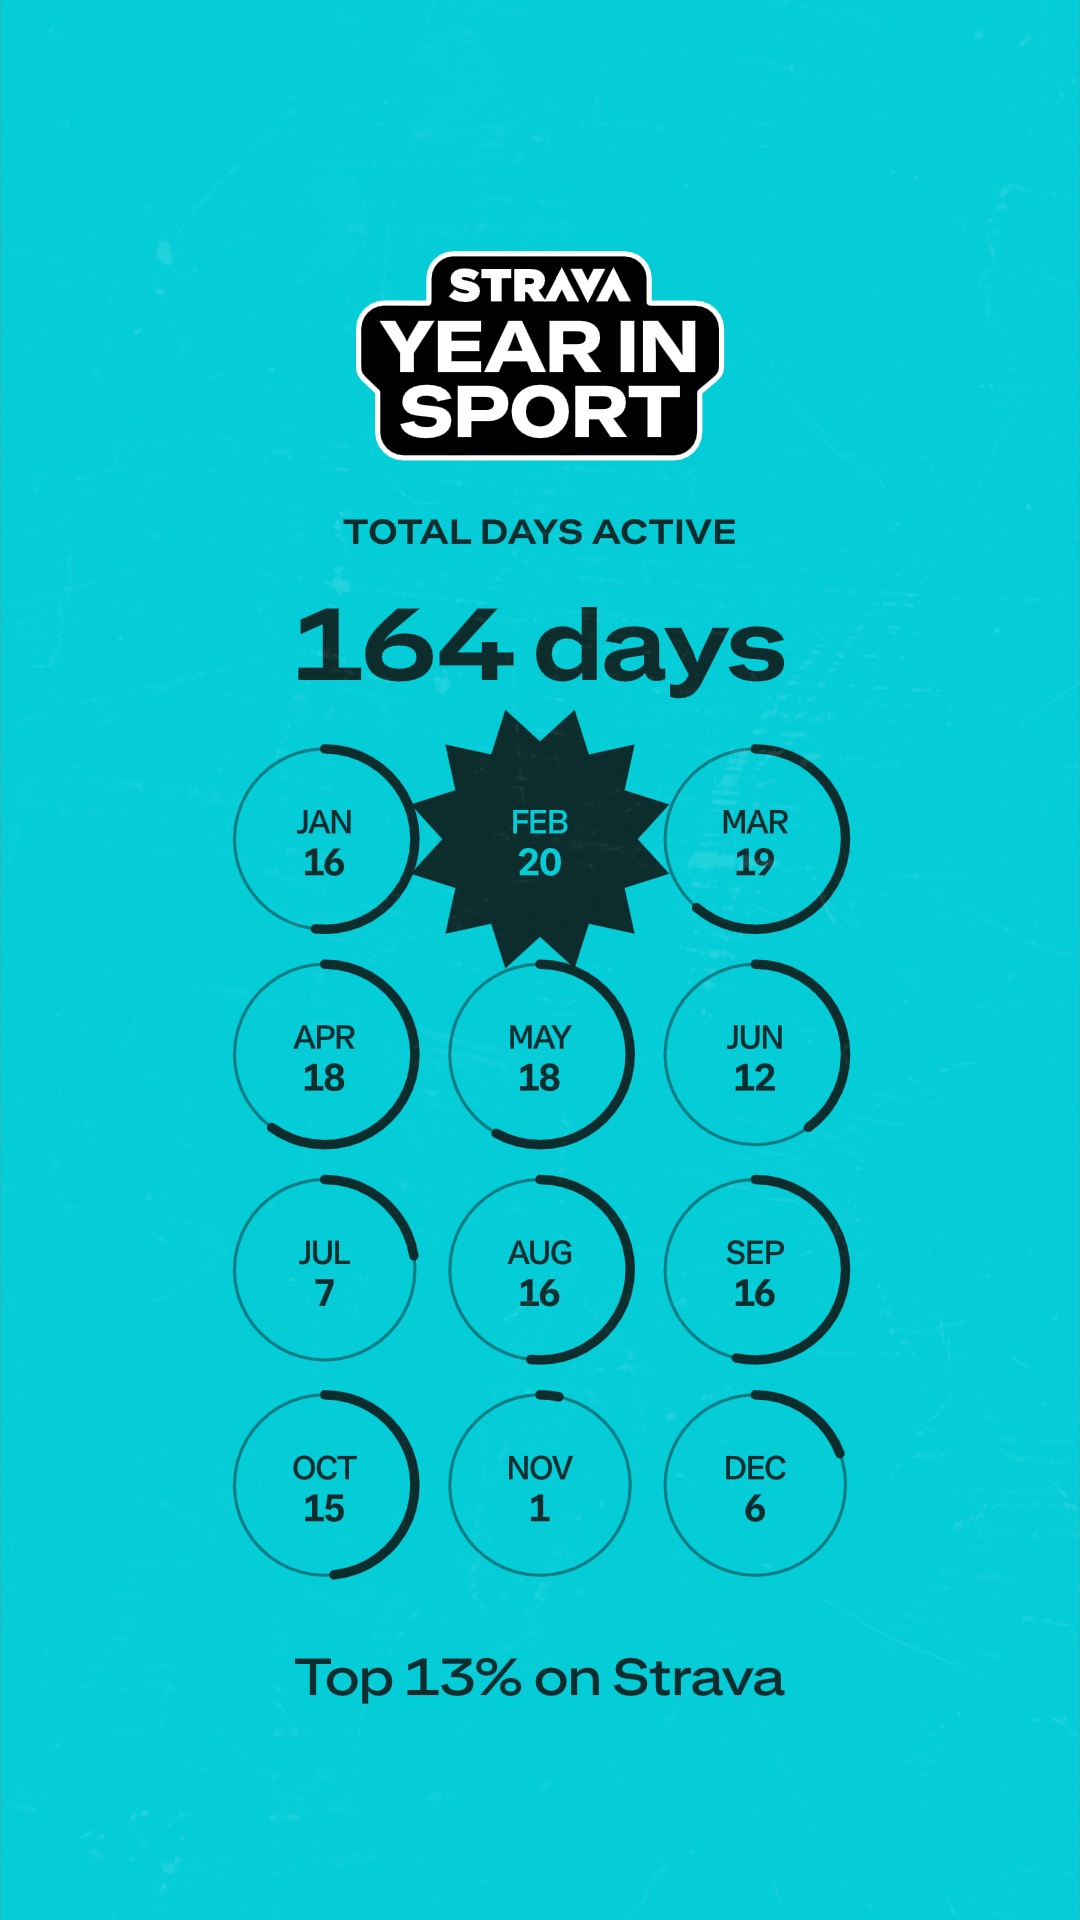 STRAVA
YEAR IN
SPORT
TOTAL DAYS ACTIVE
164 days
JAN
16
FEB
20
MAR
19
APR
18
MAY
18
JUN
12
JUL
7
AUG
16
SEP
16
OCT
15
NOV
1
DEC
6
Top 13% on Strava